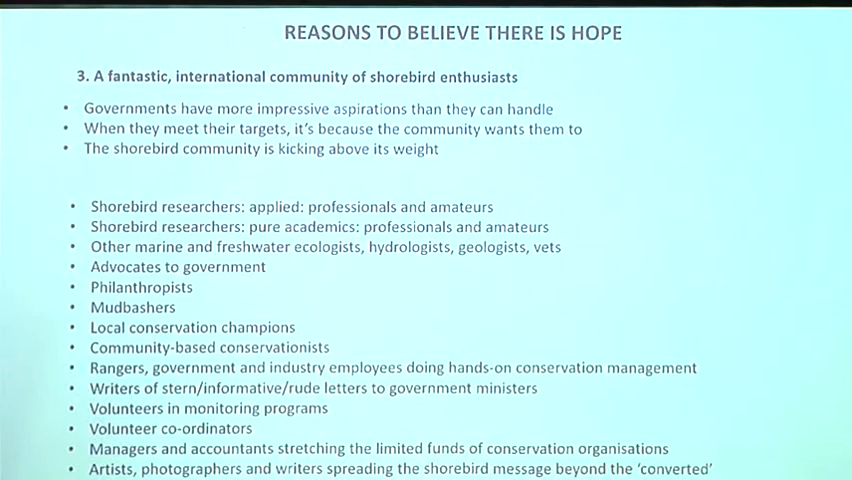 REASONS TO BELIEVE THERE IS HOPE
3. A fantastic, international community of shorebird enthusiasts
• Governments have more impressive aspirations than they can handle
• When they meet their targets, it's because the community wants them to
• The shorebird community is kicking above its weight
• Shorebird researchers: applied: professionals and amateurs
• Shorebird researchers: pure academics: professionals and amateurs
• Other marine and freshwater ecologists, hydrologists, geologists, vets
• Advocates to government
• Philanthropists
• Mudbashers
• Local conservation champions
• Community-based conservationists
• Rangers, government and industry employees doing hands-on conservation management
• Writers of stern/informative/rude letters to government ministers
• Volunteers in monitoring programs
• Volunteer co-ordinators
• Managers and accountants stretching the limited funds of conservation organisations
• Artists, photographers and writers spreading the shorebird message beyond the 'converted'